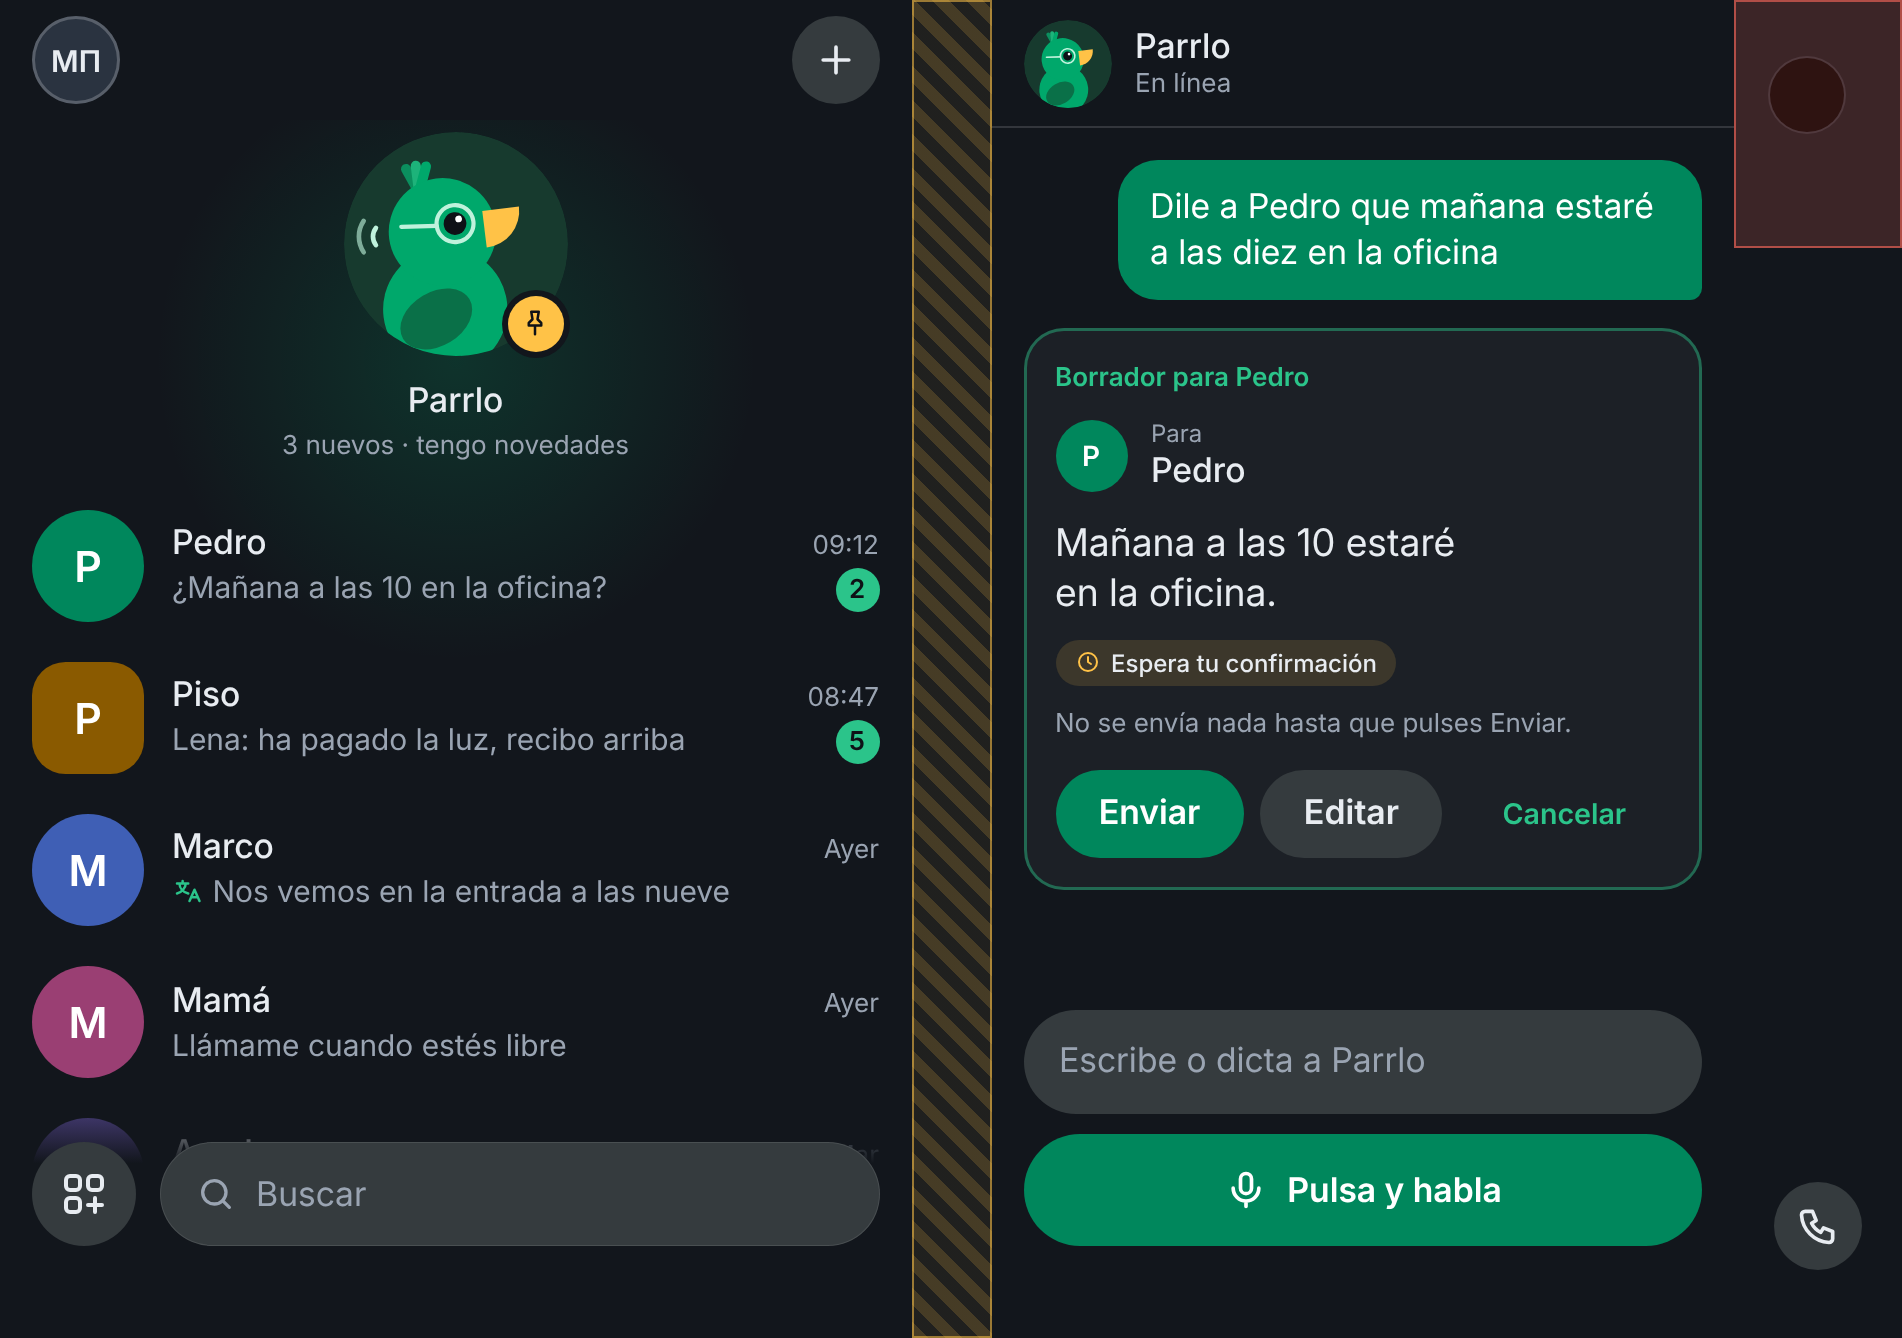 МП
Parrlo
3 nuevos · tengo novedades
Pedro
09:12
¿Mañana a las 10 en la oficina?
2
P
Piso
08:47
Lena: ha pagado la luz, recibo arriba
5
P
Marco
Ayer
Nos vemos en la entrada a las nueve
M
Mamá
Ayer
Llámame cuando estés libre
M
Buscar
Parrlo
En línea
Dile a Pedro que mañana estaré
a las diez en la oficina
Borrador para Pedro
P
Para
Pedro
Mañana a las 10 estaré
en la oficina.
Espera tu confirmación
No se envía nada hasta que pulses Enviar.
Enviar
Editar
Cancelar
Escribe o dicta a Parrlo
Pulsa y habla